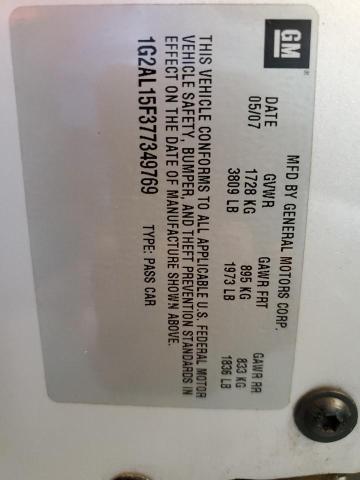 GM
®
MFD BY GENERAL MOTORS CORP.
DATE GVWR GAWR FRT GAWR RR
05/07 1728 KG 895 KG 833 KG
3809 LB 1973 LB 1836 LB
THIS VEHICLE CONFORMS TO ALL APPLICABLE U.S. FEDERAL MOTOR
VEHICLE SAFETY, BUMPER, AND THEFT PREVENTION STANDARDS IN
EFFECT ON THE DATE OF MANUFACTURE SHOWN ABOVE.
1G2AL15F377349769 TYPE: PASS CAR